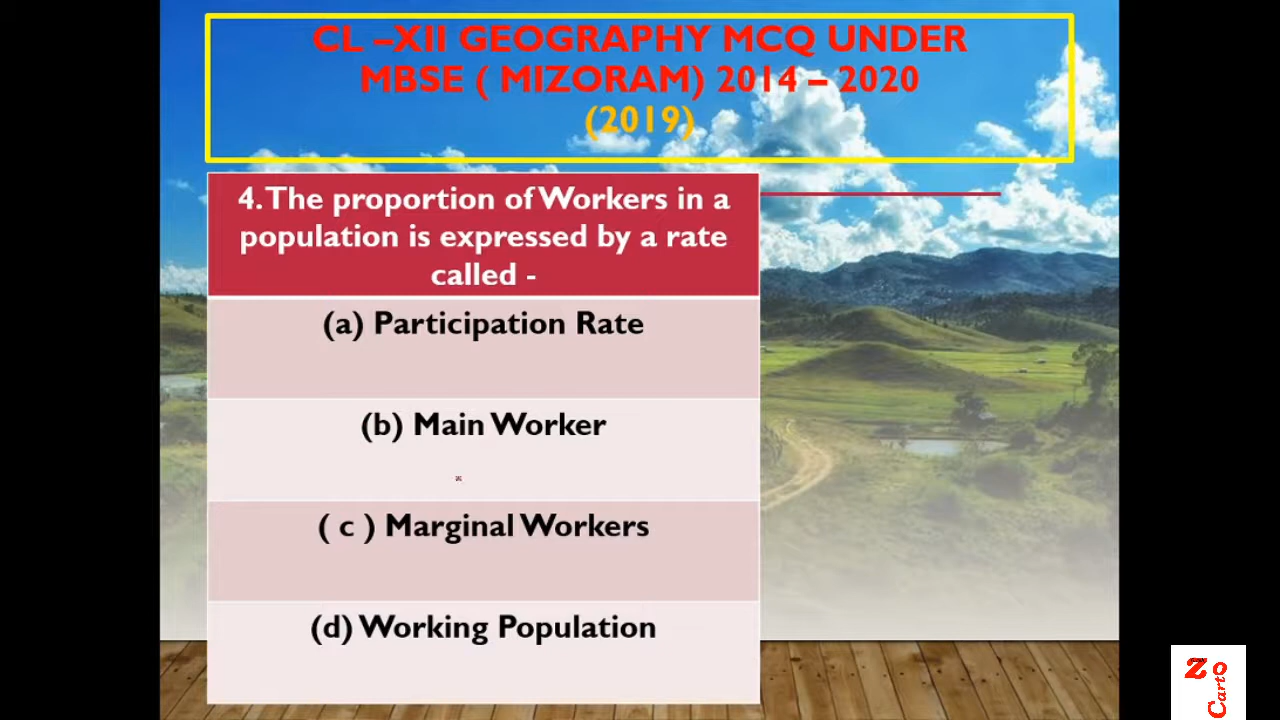 CL –XII GEOGRAPHY MCQ UNDER
MBSE ( MIZORAM) 2014 – 2020
(2019)
4. The proportion of Workers in a
population is expressed by a rate
called -
(a) Participation Rate
(b) Main Worker
( c ) Marginal Workers
(d) Working Population
Zo
Carto